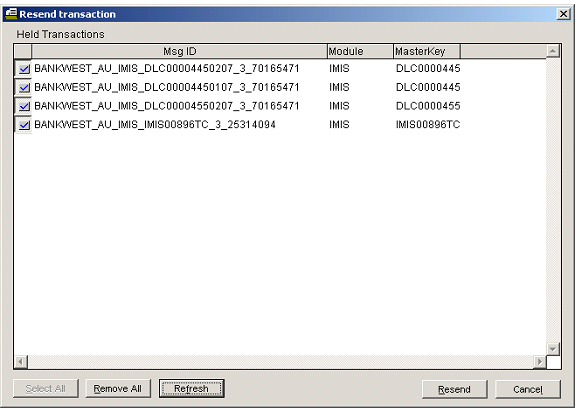 Resend transaction
Held Transactions
Msg ID Module MasterKey
BANKWEST_AU_IMIS_DLC00004450207_3_70165471 IMIS DLC0000445
BANKWEST_AU_IMIS_DLC00004450107_3_70165471 IMIS DLC0000445
BANKWEST_AU_IMIS_DLC00004550207_3_70165471 IMIS DLC0000455
BANKWEST_AU_IMIS_IMIS00896TC_3_25314094 IMIS IMIS00896TC
Select All Remove All Refresh Resend Cancel